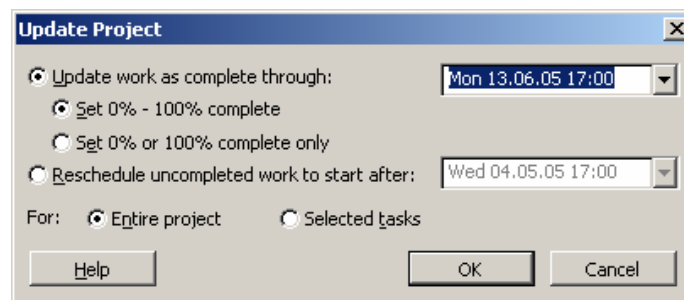 Update Project
Update work as complete through: Mon 13.06.05 17:00
Set 0% - 100% complete
Set 0% or 100% complete only
Reschedule uncompleted work to start after: Wed 04.05.05 17:00
For: Entire project Selected tasks
Help OK Cancel